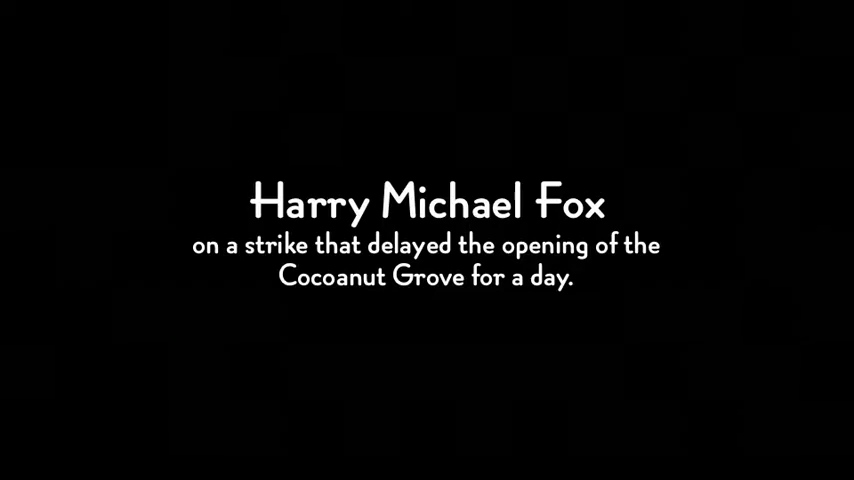 Harry Michael Fox
on a strike that delayed the opening of the
Cocoanut Grove for a day.